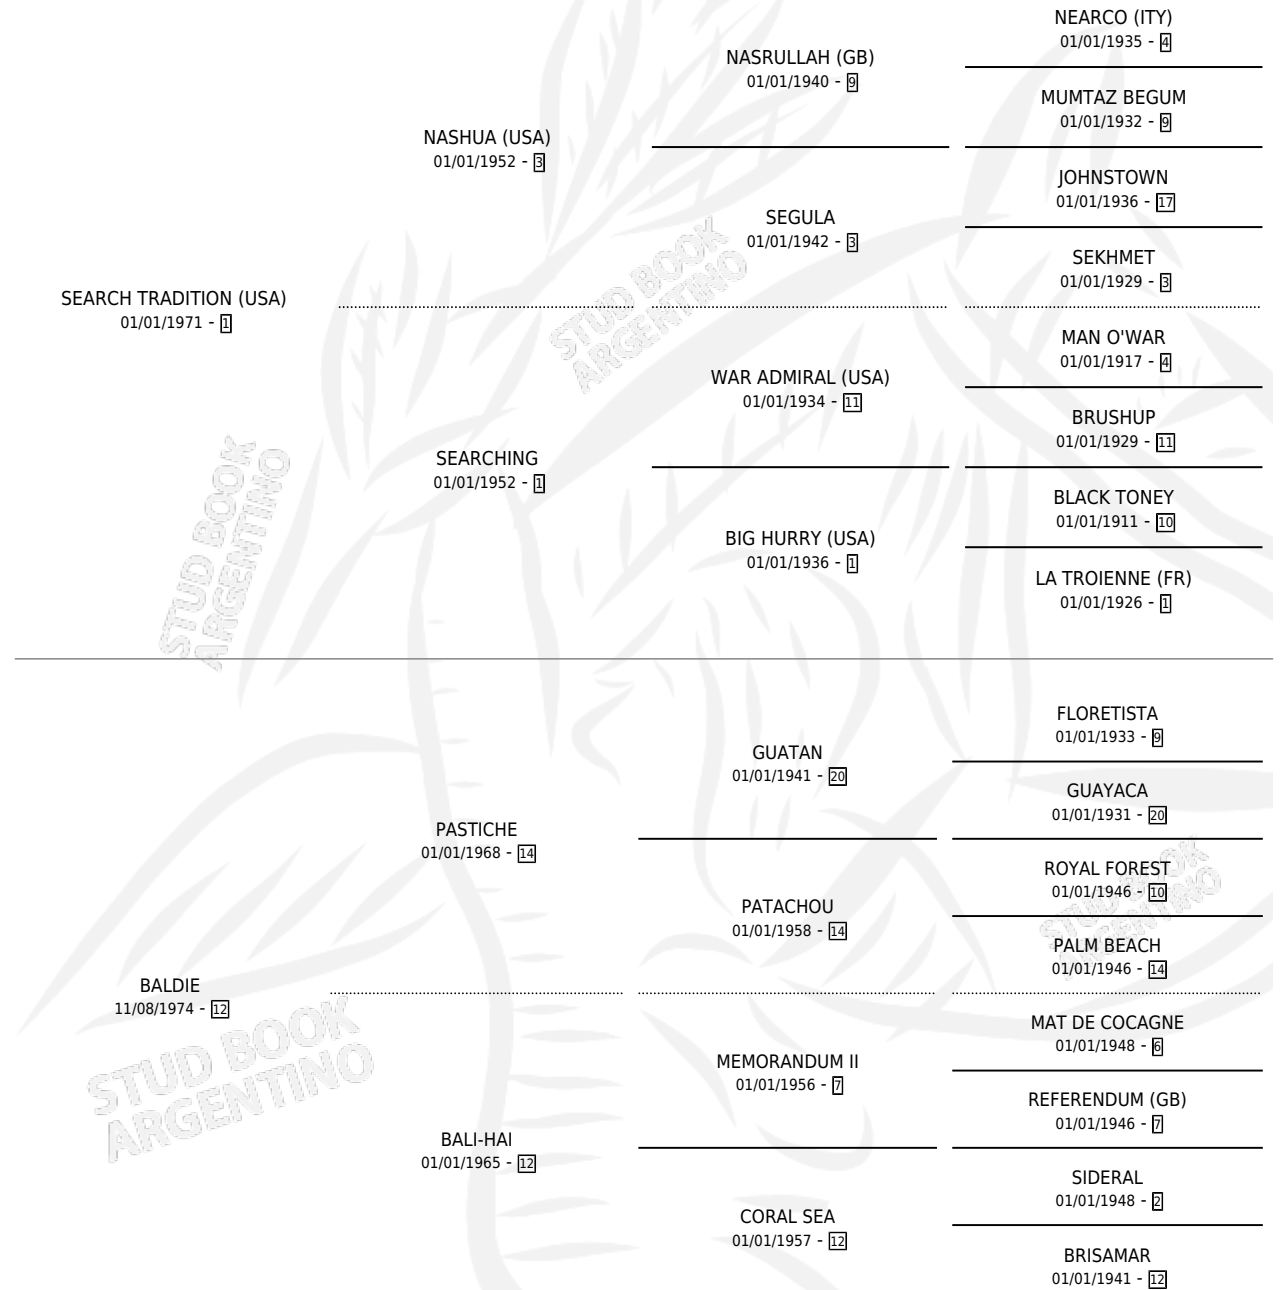 NEARCO (ITY)
01/01/1935 - 4
NASRULLAH (GB)
01/01/1940 - 9
MUMTAZ BEGUM
01/01/1932 - 9
NASHUA (USA)
01/01/1952 - 3
JOHNSTOWN
01/01/1936 - 17
SEGULA
01/01/1942 - 3
SEKHMET
01/01/1929 - 3
SEARCH TRADITION (USA)
01/01/1971 - 1
MAN O'WAR
01/01/1917 - 4
WAR ADMIRAL (USA)
01/01/1934 - 11
BRUSHUP
01/01/1929 - 11
SEARCHING
01/01/1952 - 1
BLACK TONEY
01/01/1911 - 10
BIG HURRY (USA)
01/01/1936 - 1
LA TROIENNE (FR)
01/01/1926 - 1
FLORETISTA
01/01/1933 - 9
GUATAN
01/01/1941 - 20
GUAYACA
01/01/1931 - 20
PASTICHE
01/01/1968 - 14
ROYAL FOREST
01/01/1946 - 10
PATACHOU
01/01/1958 - 14
PALM BEACH
01/01/1946 - 14
BALDIE
11/08/1974 - 12
MAT DE COCAGNE
01/01/1948 - 6
MEMORANDUM II
01/01/1956 - 7
REFERENDUM (GB)
01/01/1946 - 7
BALI-HAI
01/01/1965 - 12
SIDERAL
01/01/1948 - 2
CORAL SEA
01/01/1957 - 12
BRISAMAR
01/01/1941 - 12
STUD BOOK
ARGENTINO
STUD BOOK
ARGENTINO
STUD BOOK
ARGENTINO
STUD BOOK
ARGENTINO